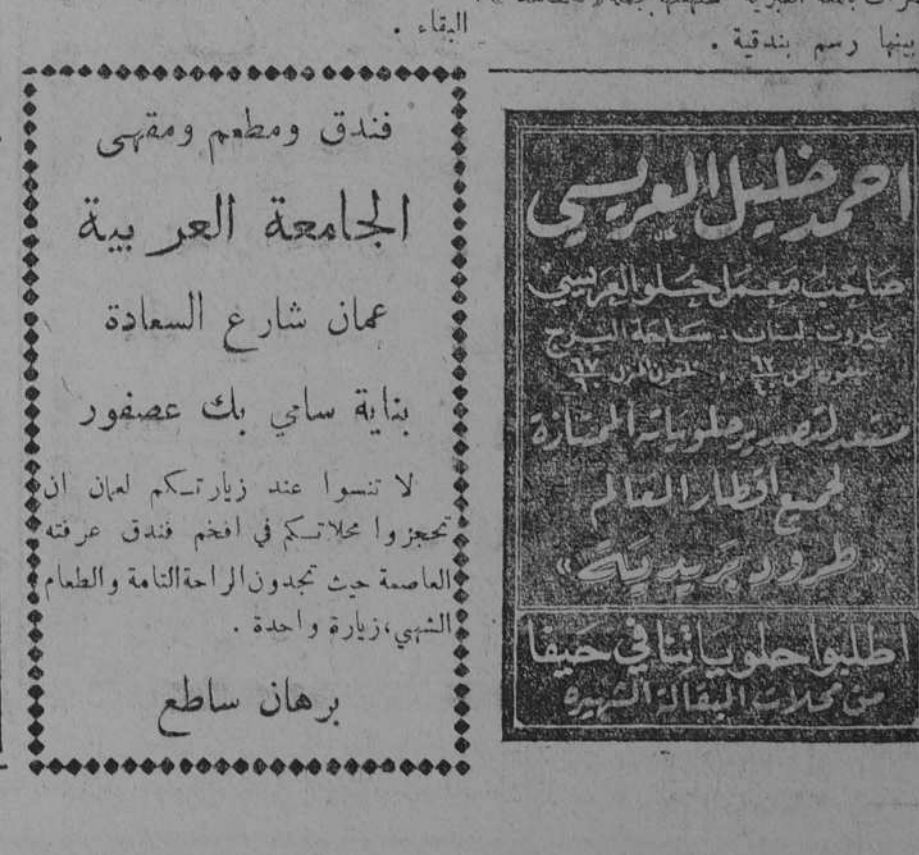 بينها رسم بندقية .
احمد خليل العريسي
صاحب معمل حلو العريسي
بيروت - لبنان - ساحة البرج
مستعد لتصدير حلوياته الممتازة
لجميع اقطار العالم
« طرود بريدية »
اطلبوا حلوياتنا في حيفا
من محلات البقالة الشهيرة
البقاء .
فندق ومطعم ومقهى
الجامعة العربية
عمان شارع السعادة
بناية سامي بك عصفور
لا تنسوا عند زيارتكم لعمان ان
تحجزوا محلاتكم في افخم فندق عرفته
العاصمة حيث تجدون الراحة التامة والطعام
الشهي، زيارة واحدة .
برهان ساطع